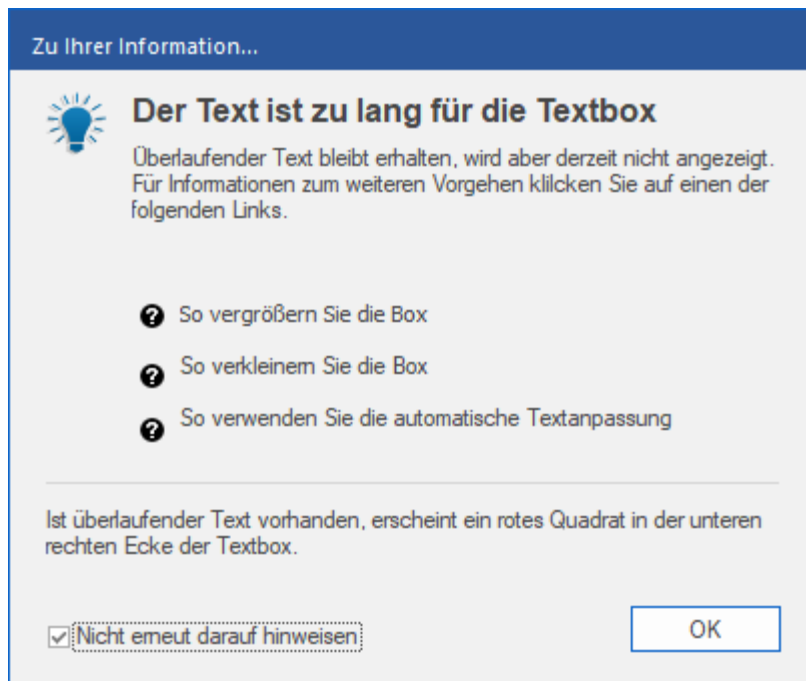 Zu Ihrer Information...
Der Text ist zu lang für die Textbox
Überlaufender Text bleibt erhalten, wird aber derzeit nicht angezeigt.
Für Informationen zum weiteren Vorgehen klilcken Sie auf einen der
folgenden Links.
So vergrößern Sie die Box
So verkleinern Sie die Box
So verwenden Sie die automatische Textanpassung
Ist überlaufender Text vorhanden, erscheint ein rotes Quadrat in der unteren
rechten Ecke der Textbox.
Nicht erneut darauf hinweisen
OK